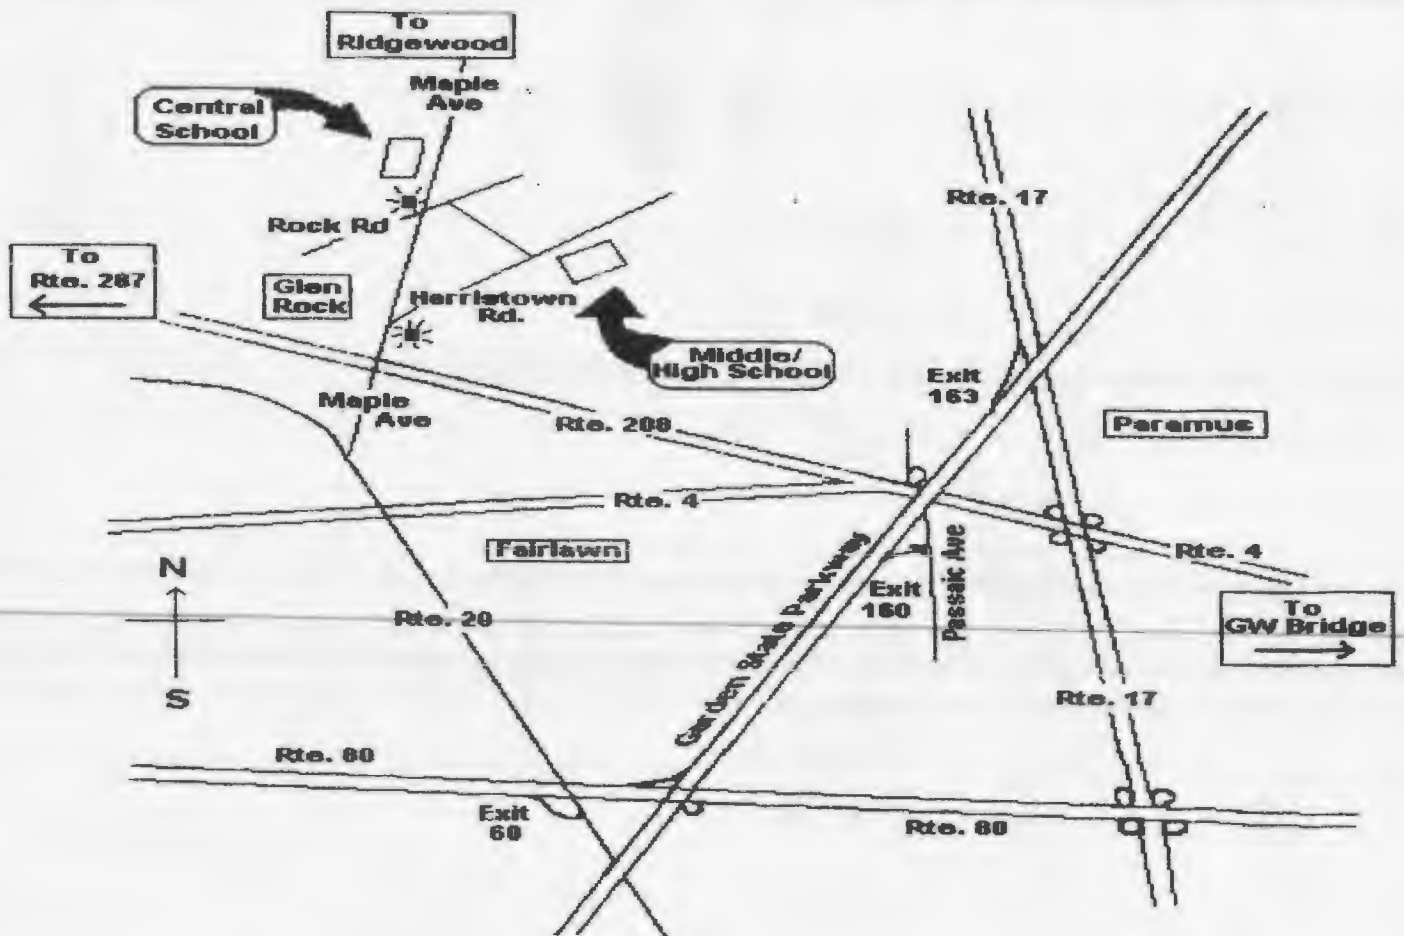 To
Ridgewood
Maple
Ave
Central
School
Rte. 17
Rock Rd
To
Rte. 287
Glen
Rock
Harristown
Rd.
Middle/
High School
Exit
163
Maple
Ave
Rte. 208
Paramus
Rte. 4
Fairlawn
Rte. 4
N
Garden State Parkway
Passaic Ave
Exit
160
To
GW Bridge
Rte. 20
S
Rte. 17
Rte. 80
Exit
60
Rte. 80